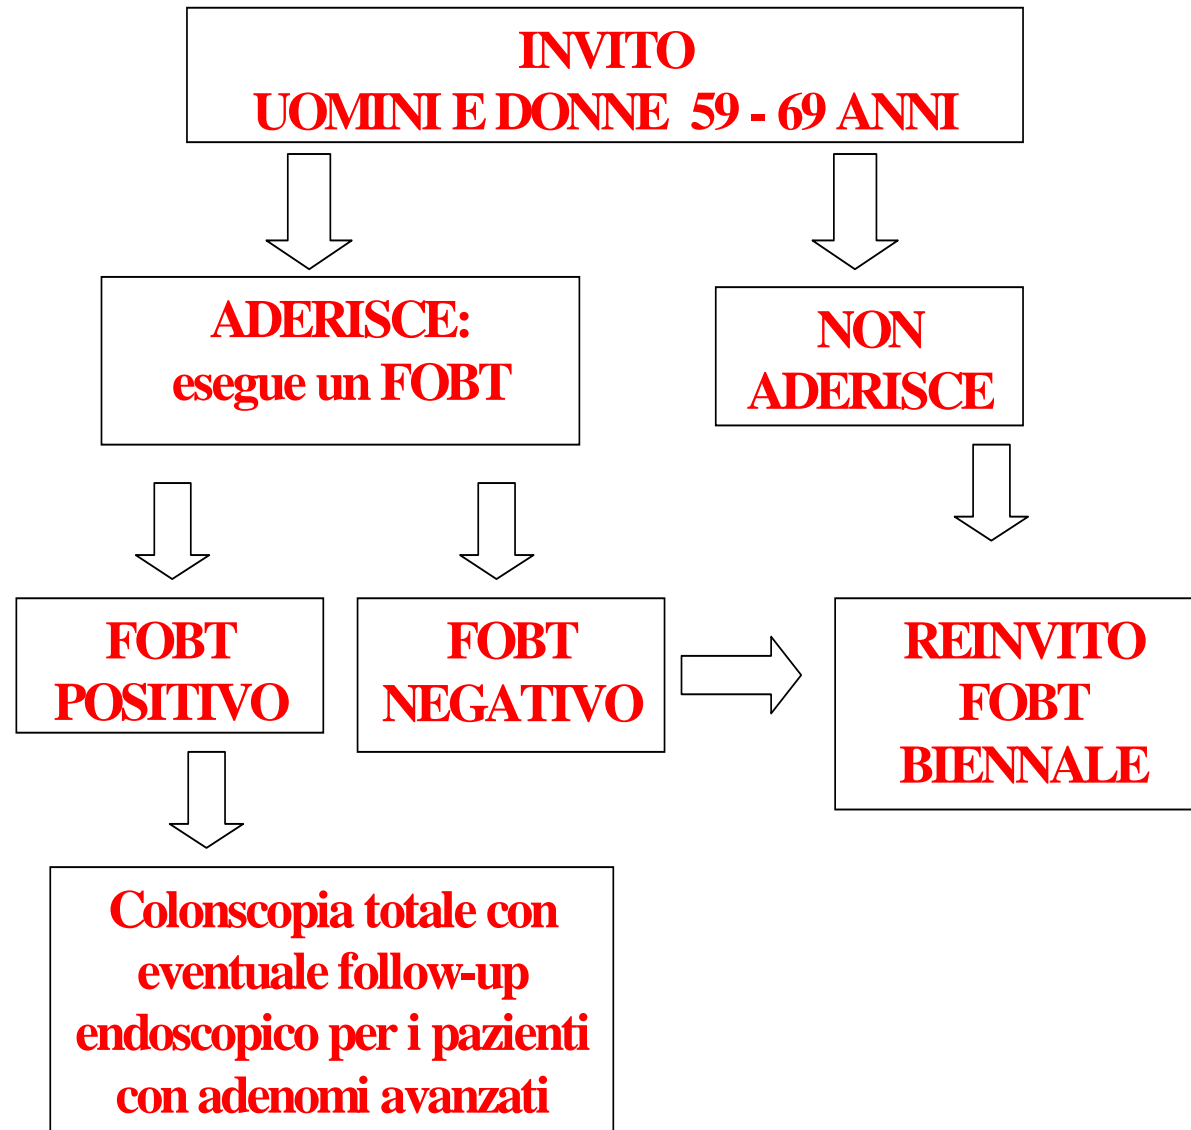 INVITO
UOMINI E DONNE 59 - 69 ANNI
ADERISCE:
esegue un FOBT
NON
ADERISCE
FOBT
POSITIVO
FOBT
NEGATIVO
REINVITO
FOBT
BIENNALE
Colonscopia totale con
eventuale follow-up
endoscopico per i pazienti
con adenomi avanzati